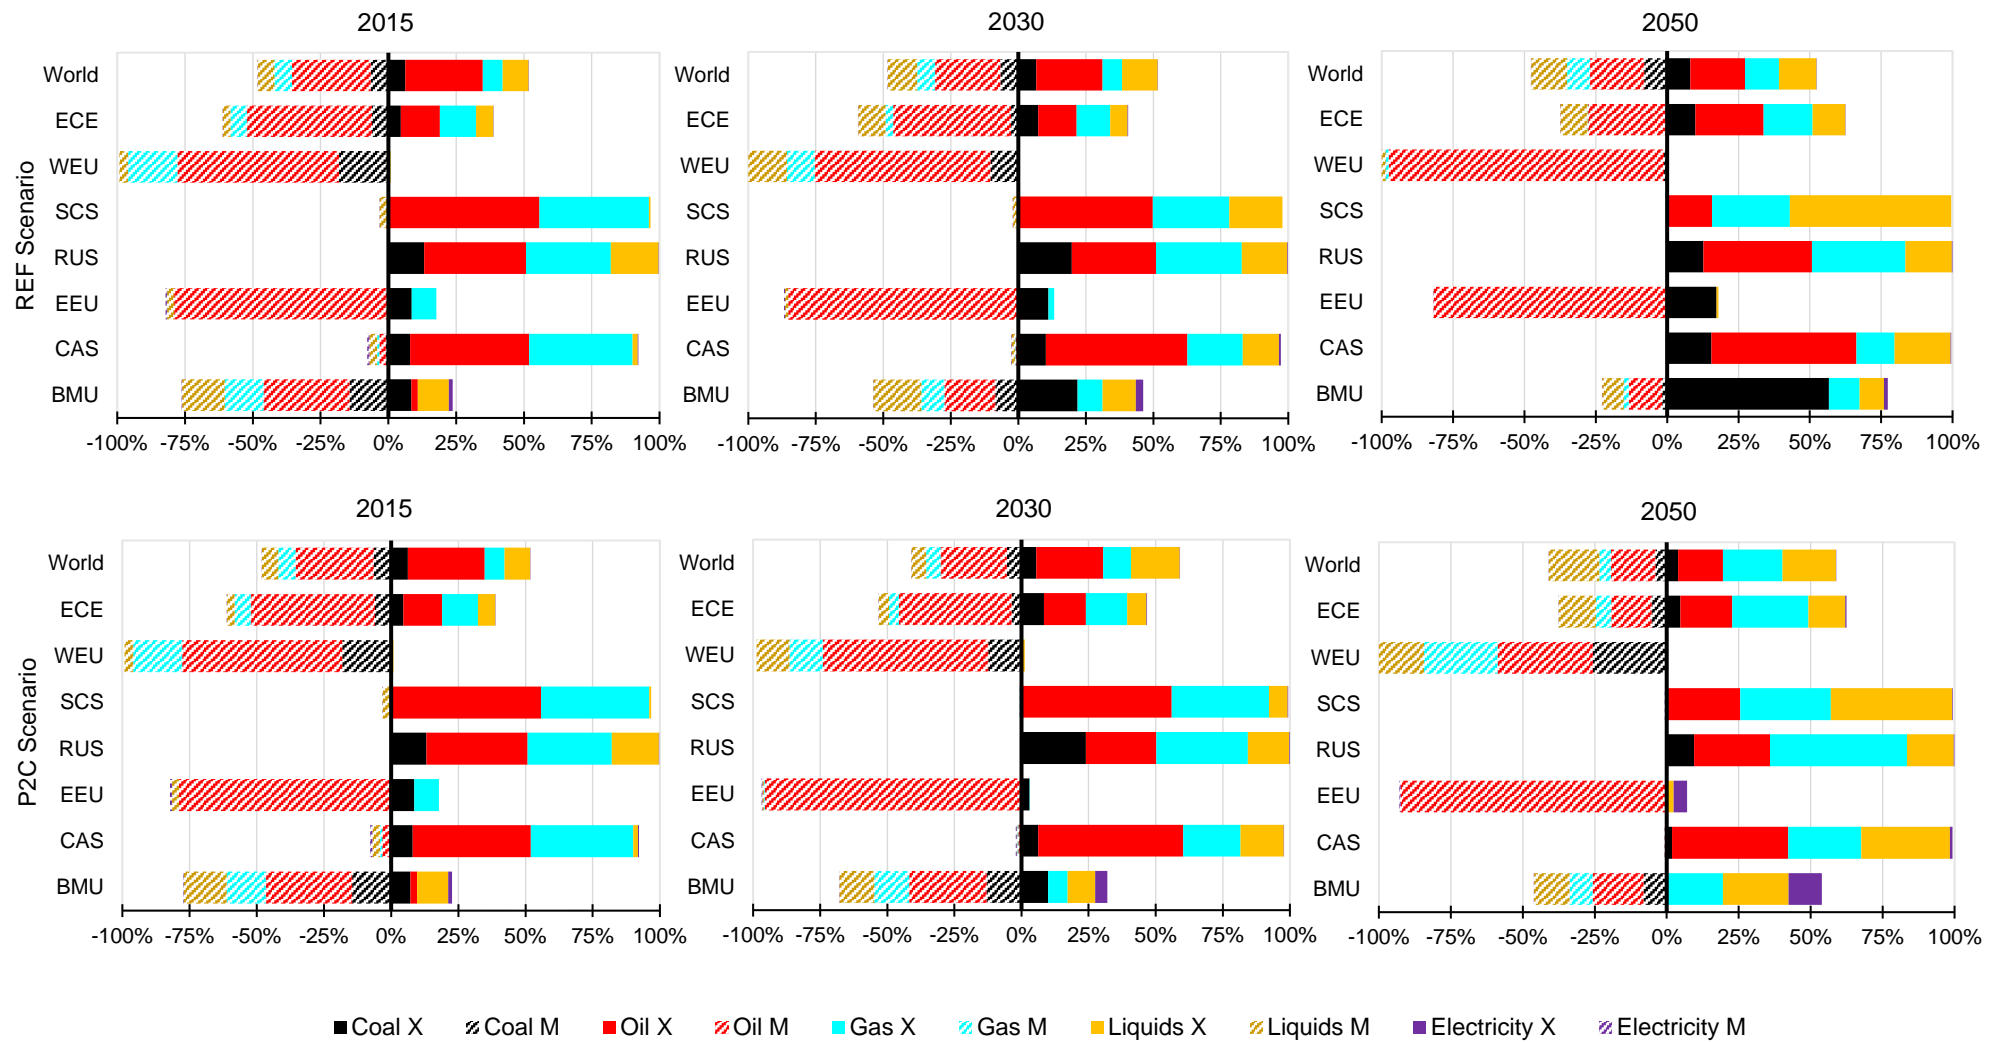 2015
2030
2050
REF Scenario
World
ECE
WEU
SCS
RUS
EEU
CAS
BMU
-100% -75% -50% -25% 0% 25% 50% 75% 100%
World
ECE
WEU
SCS
RUS
EEU
CAS
BMU
-100% -75% -50% -25% 0% 25% 50% 75% 100%
World
ECE
WEU
SCS
RUS
EEU
CAS
BMU
-100% -75% -50% -25% 0% 25% 50% 75% 100%
2015
2030
2050
P2C Scenario
World
ECE
WEU
SCS
RUS
EEU
CAS
BMU
-100% -75% -50% -25% 0% 25% 50% 75% 100%
World
ECE
WEU
SCS
RUS
EEU
CAS
BMU
-100% -75% -50% -25% 0% 25% 50% 75% 100%
World
ECE
WEU
SCS
RUS
EEU
CAS
BMU
-100% -75% -50% -25% 0% 25% 50% 75% 100%
Coal X Coal M Oil X Oil M Gas X Gas M Liquids X Liquids M Electricity X Electricity M